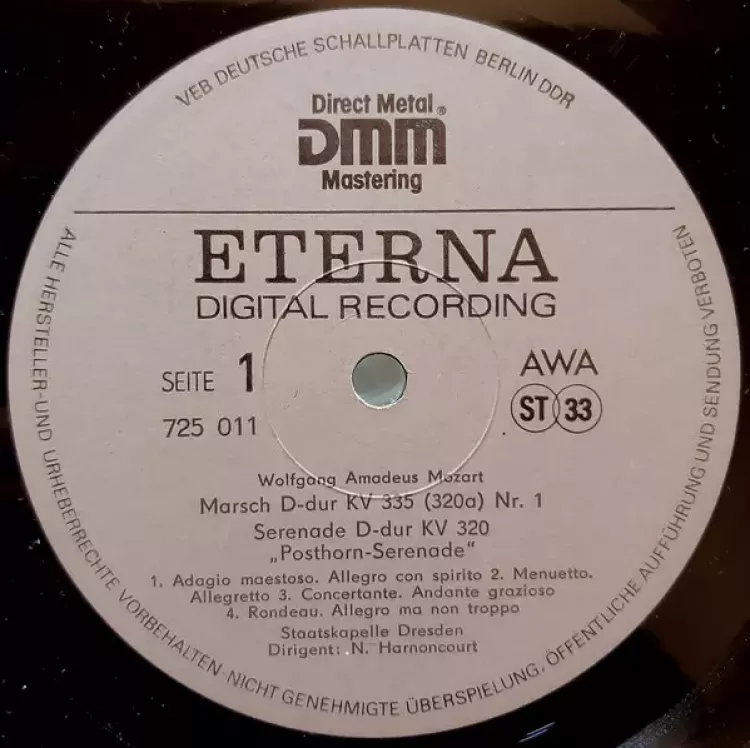 VEB DEUTSCHE SCHALLPLATTEN BERLIN DDR
Direct Metal®
DMM
Mastering
ETERNA
DIGITAL RECORDING
SEITE 1
AWA
725 011
ST 33
Wolfgang Amadeus Mozart
Marsch D-dur KV 335 (320a) Nr. 1
Serenade D-dur KV 320
„Posthorn-Serenade“
1. Adagio maestoso. Allegro con spirito 2. Menuetto.
Allegretto 3. Concertante. Andante grazioso
4. Rondeau. Allegro ma non troppo
Staatskapelle Dresden
Dirigent: N. Harnoncourt
ALLE HERSTELLER-UND URHEBERRECHTE VORBEHALTEN·NICHT GENEHMIGTE ÜBERSPIELUNG, ÖFFENTLICHE AUFFÜHRUNG UND SENDUNG VERBOTEN